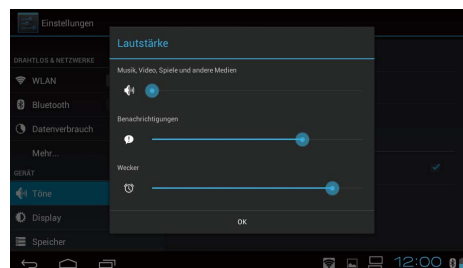 Einstellungen
DRAHTLOS & NETZWERKE
WLAN
Bluetooth
Datenverbrauch
Mehr...
GERÄT
Töne
Display
Speicher
Lautstärke
Musik, Video, Spiele und andere Medien
Benachrichtigungen
Wecker
OK
12:00